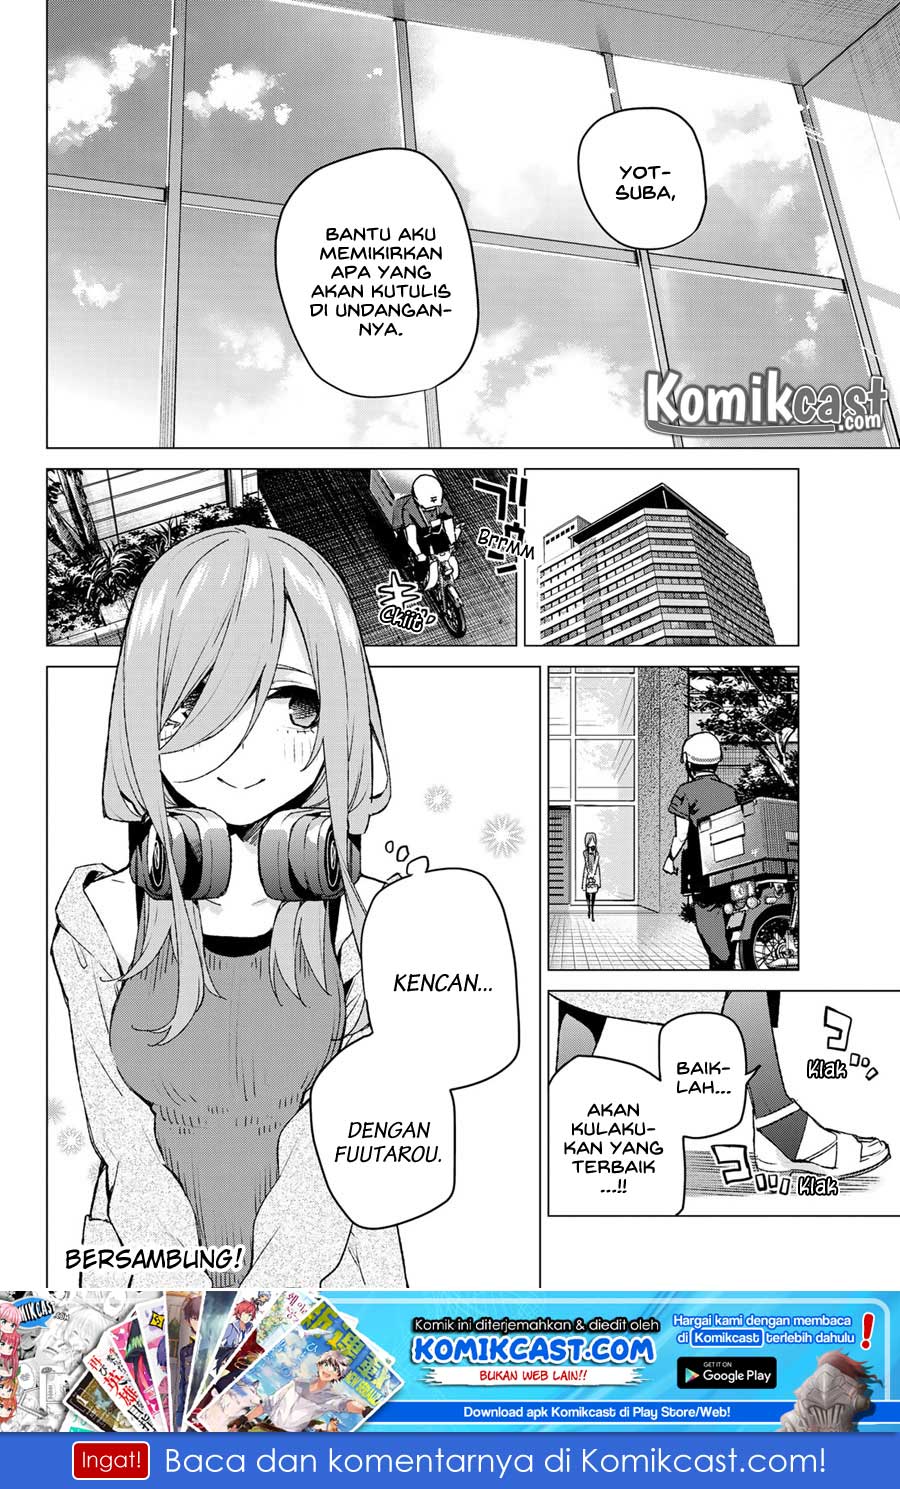 YOT-
SUBA,
BANTU AKU
MEMIKIRKAN
APA YANG
AKAN KUTULIS
DI UNDANGAN-
NYA.
Komikcast
.com
Brrmm
Ckiit
KENCAN...
DENGAN
FUUTAROU.
BERSAMBUNG!
BAIK-
LAH...
AKAN
KULAKU-
KAN YANG
TERBAIK
...!!
コ
Klak
コ
Klak
Komik ini diterjemahkan & diedit oleh
KOMIKCAST.COM
BUKAN WEB LAIN!!
Hargai kami dengan membaca
di Komikcast terlebih dahulu
!
GET IT ON
Google Play
Download apk Komikcast di Play Store/Web!
Ingat! Baca dan komentarnya di Komikcast.com!